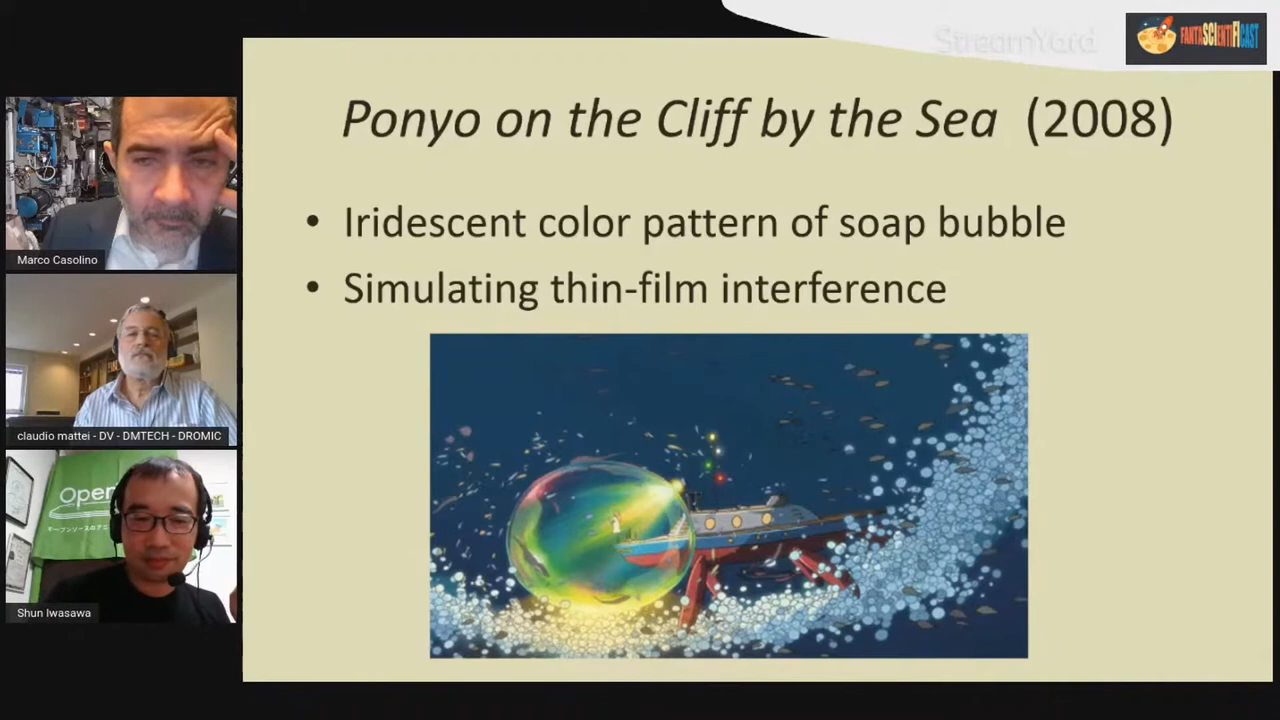 StreamYard
FANTASCIENTIFICAST
Ponyo on the Cliff by the Sea (2008)
• Iridescent color pattern of soap bubble
• Simulating thin-film interference
Marco Casolino
claudio mattei - DV - DMTECH - DROMIC
Open
Shun Iwasawa